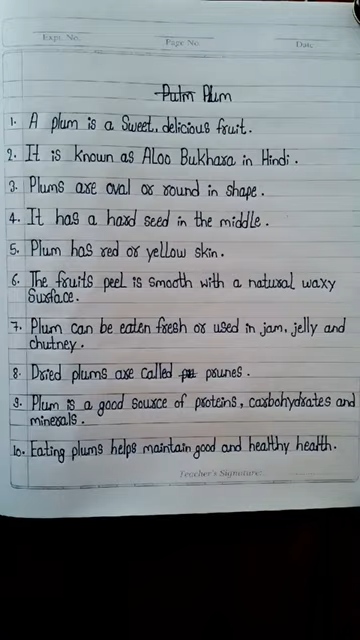 Expt. No.
Page No.
Date
Pulm Plum
1. A plum is a Sweet, delicious fruit.
2. It is known as Aloo Bukhara in Hindi.
3. Plums are oval or round in shape.
4. It has a hard seed in the middle.
5. Plum has red or yellow skin.
6. The fruits peel is smooth with a natural waxy
Surface.
7. Plum can be eaten fresh or used in jam, jelly and
chutney.
8. Dried plums are called prunes.
9. Plum is a good source of proteins, carbohydrates and
minerals.
10. Eating plums helps maintain good and healthy health.
Teacher's Signature: